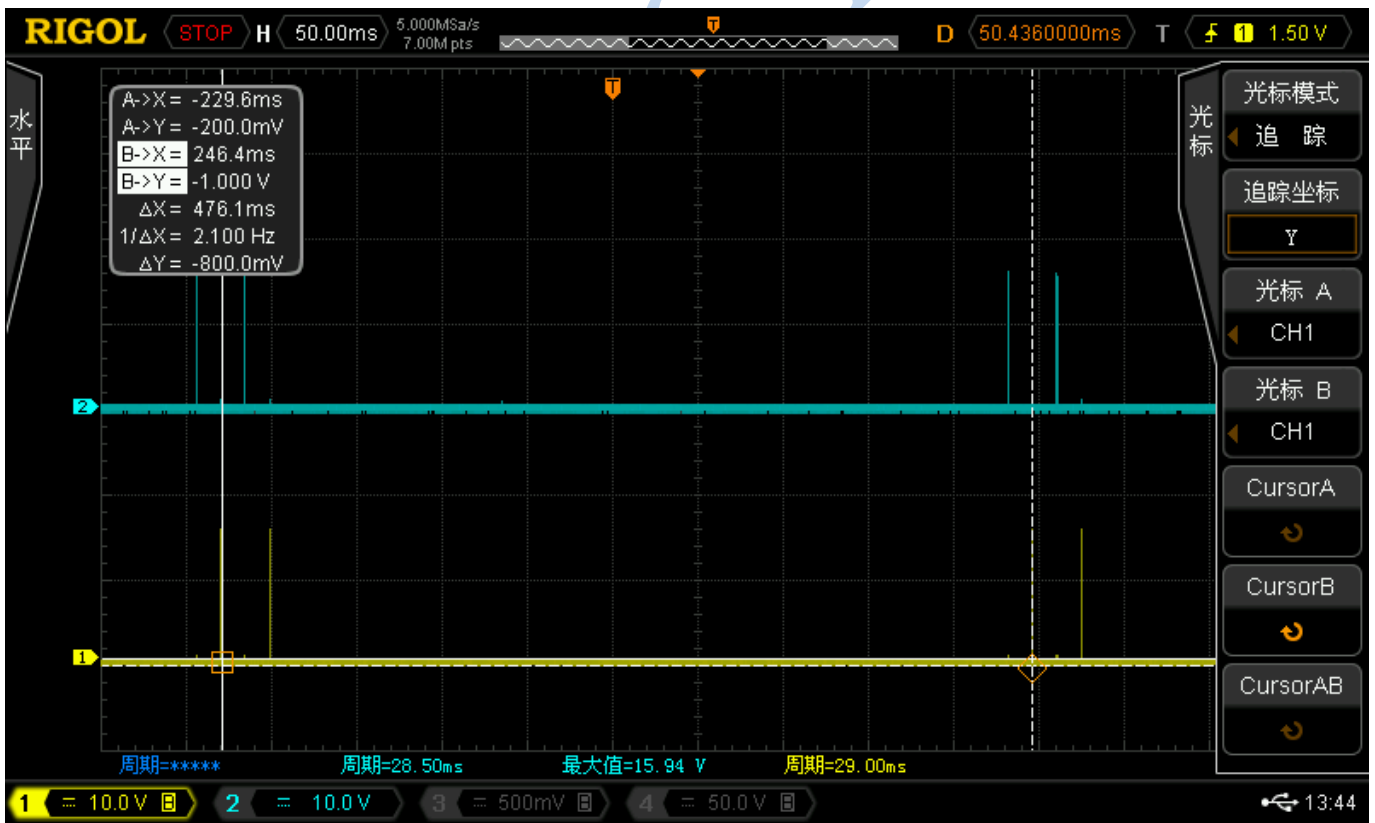 RIGOL STOP H 50.00ms 5.000MSa/s 7.00M pts T D 50.4360000ms T 1 1.50 V
水平
T
A->X= -229.6ms
A->Y= -200.0mV
B->X= 246.4ms
B->Y= -1.000 V
ΔX= 476.1ms
1/ΔX= 2.100 Hz
ΔY= -800.0mV
2
1
光标
光标模式
追 踪
追踪坐标
Y
光标 A
CH1
光标 B
CH1
CursorA
CursorB
CursorAB
周期=***** 周期=28.50ms 最大值=15.94 V 周期=29.00ms
1 = 10.0 V B 2 = 10.0 V 3 = 500mV B 4 = 50.0 V B 13:44